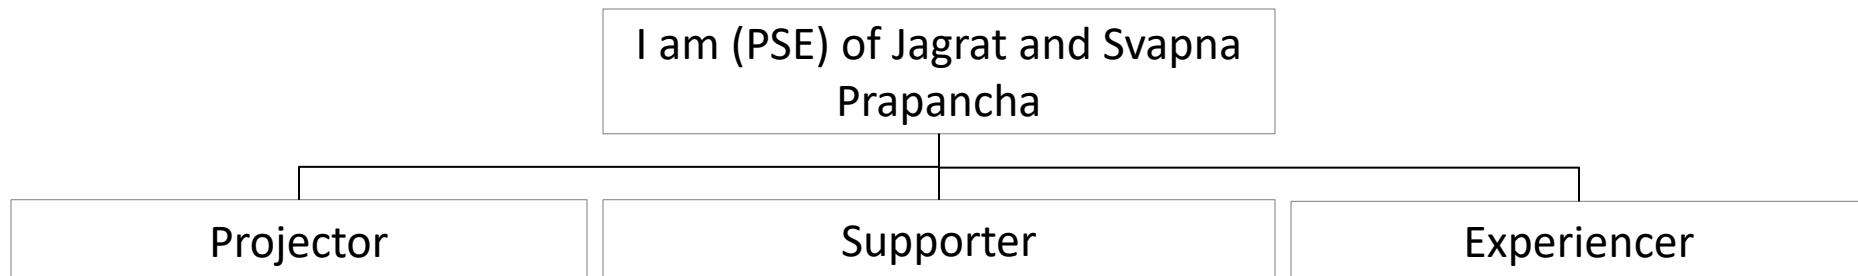 I am (PSE) of Jagrat and Svapna
Prapancha
Projector
Supporter
Experiencer